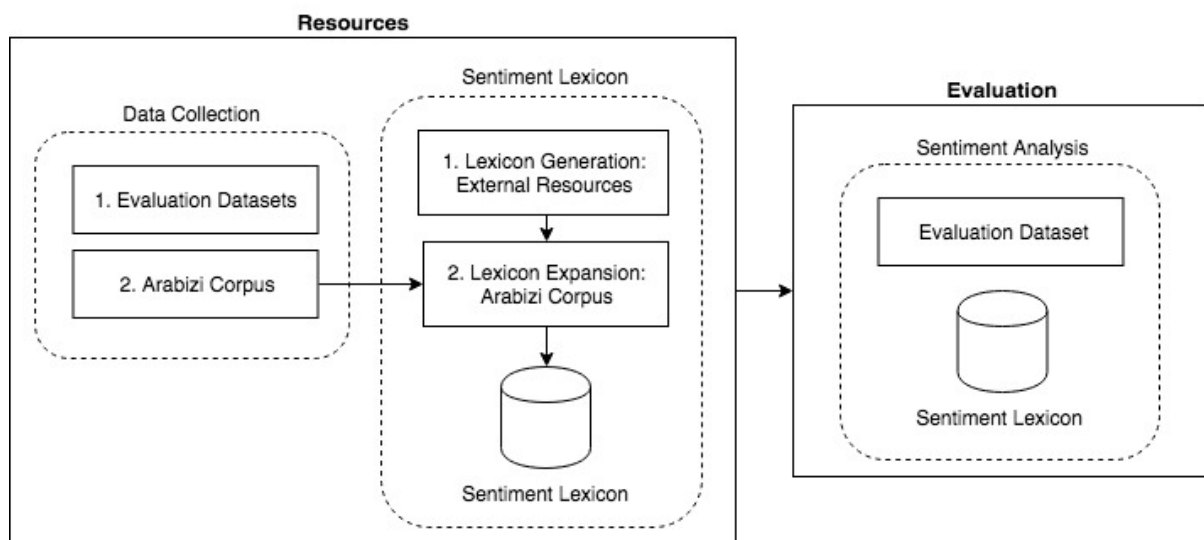 Resources
Data Collection
1. Evaluation Datasets
2. Arabizi Corpus
Sentiment Lexicon
1. Lexicon Generation:
External Resources
2. Lexicon Expansion:
Arabizi Corpus
Sentiment Lexicon
Evaluation
Sentiment Analysis
Evaluation Dataset
Sentiment Lexicon